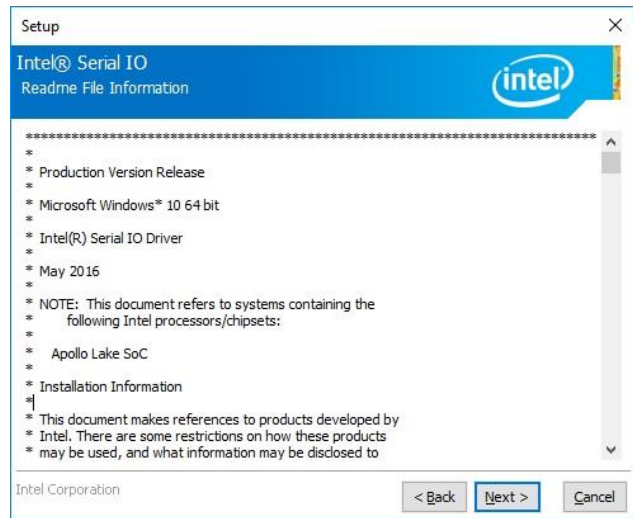 Setup
Intel® Serial IO
Readme File Information
intel
*******************************************************************************
*
* Production Version Release
*
* Microsoft Windows* 10 64 bit
*
* Intel(R) Serial IO Driver
*
* May 2016
*
* NOTE: This document refers to systems containing the
* following Intel processors/chipsets:
*
* Apollo Lake SoC
*
* Installation Information
*
* This document makes references to products developed by
* Intel. There are some restrictions on how these products
* may be used, and what information may be disclosed to
Intel Corporation
< Back
Next >
Cancel